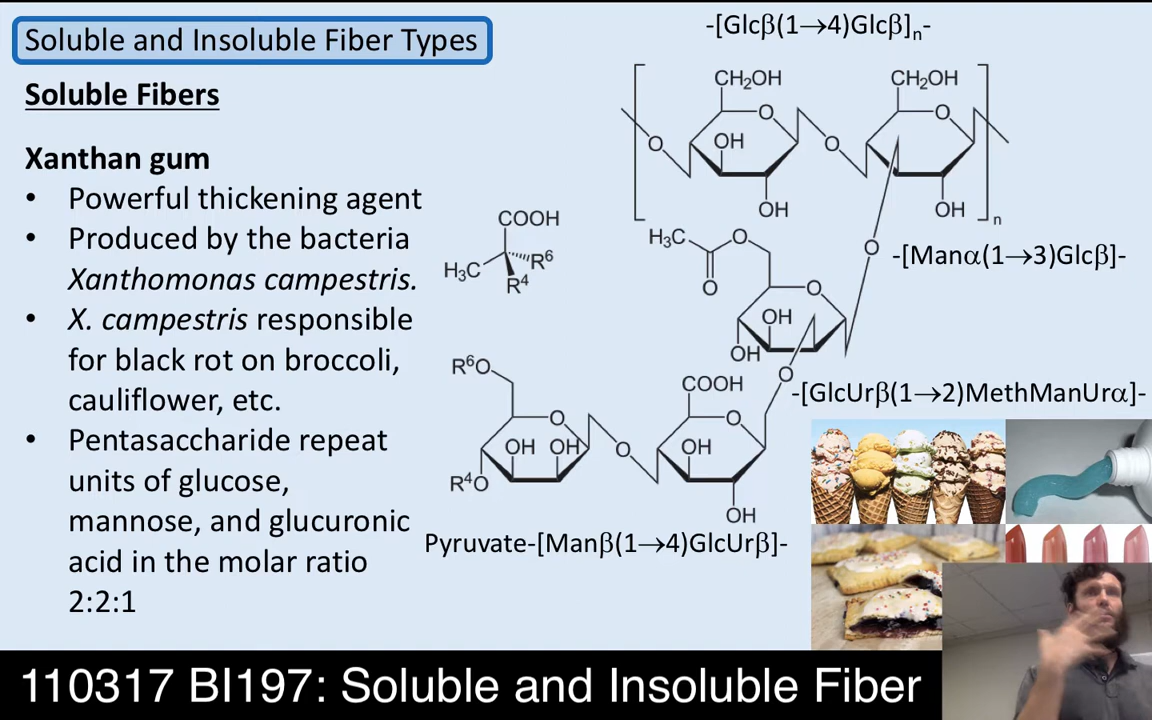 Soluble and Insoluble Fiber Types
Soluble Fibers
Xanthan gum
• Powerful thickening agent
• Produced by the bacteria
Xanthomonas campestris.
• X. campestris responsible
for black rot on broccoli,
cauliflower, etc.
• Pentasaccharide repeat
units of glucose,
mannose, and glucuronic
acid in the molar ratio
2:2:1
-[Glcβ(1→4)Glcβ]n-
CH₂OH CH₂OH
O O
O OH O
OH OH n
H₃C O O
-[Manα(1→3)Glcβ]-
O O
OH
OH
COOH
H₃C R⁶
R⁴
O
-[GlcUrβ(1→2)MethManUrα]-
R⁶O COOH
O O
OH OH O OH
R⁴O
OH
Pyruvate-[Manβ(1→4)GlcUrβ]-
110317 BI197: Soluble and Insoluble Fiber